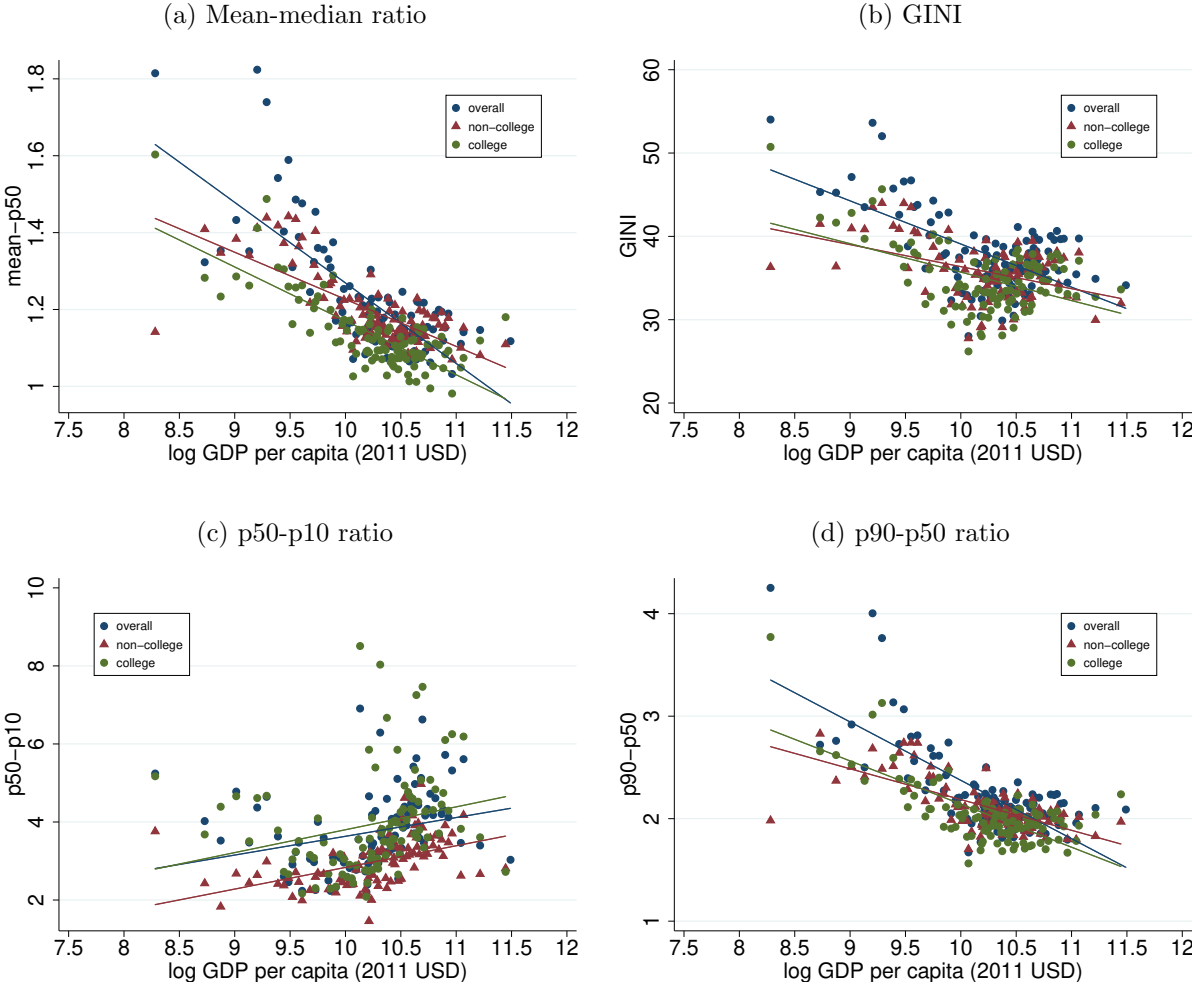 (a) Mean-median ratio
mean−p50
1.8
1.6
1.4
1.2
1
overall
non−college
college
7.5 8 8.5 9 9.5 10 10.5 11 11.5 12
log GDP per capita (2011 USD)
(b) GINI
GINI
60
50
40
30
20
overall
non−college
college
7.5 8 8.5 9 9.5 10 10.5 11 11.5 12
log GDP per capita (2011 USD)
(c) p50-p10 ratio
p50−p10
10
8
6
4
2
overall
non−college
college
7.5 8 8.5 9 9.5 10 10.5 11 11.5 12
log GDP per capita (2011 USD)
(d) p90-p50 ratio
p90−p50
4
3
2
1
overall
non−college
college
7.5 8 8.5 9 9.5 10 10.5 11 11.5 12
log GDP per capita (2011 USD)